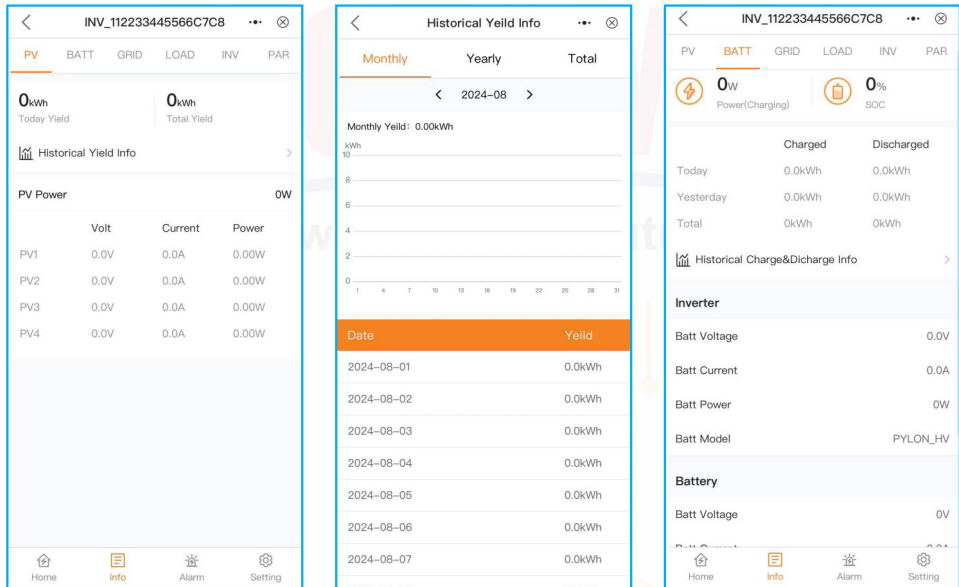 INV_112233445566C7C8
PV BATT GRID LOAD INV PAR
0kWh 0kWh
Today Yield Total Yield
Historical Yield Info
PV Power 0W
Volt Current Power
PV1 0.0V 0.0A 0.00W
PV2 0.0V 0.0A 0.00W
PV3 0.0V 0.0A 0.00W
PV4 0.0V 0.0A 0.00W
Home Info Alarm Setting
Historical Yeild Info
Monthly Yearly Total
2024-08
Monthly Yeild: 0.00kWh
kWh
10
8
6
4
2
0
1 4 7 10 13 16 19 22 25 28 31
Date Yeild
2024-08-01 0.0kWh
2024-08-02 0.0kWh
2024-08-03 0.0kWh
2024-08-04 0.0kWh
2024-08-05 0.0kWh
2024-08-06 0.0kWh
2024-08-07 0.0kWh
INV_112233445566C7C8
PV BATT GRID LOAD INV PAR
0W 0%
Power(Charging) SOC
Charged Discharged
Today 0.0kWh 0.0kWh
Yesterday 0.0kWh 0.0kWh
Total 0kWh 0kWh
Historical Charge&Dicharge Info
Inverter
Batt Voltage 0.0V
Batt Current 0.0A
Batt Power 0W
Batt Model PYLON_HV
Battery
Batt Voltage 0V
Home Info Alarm Setting